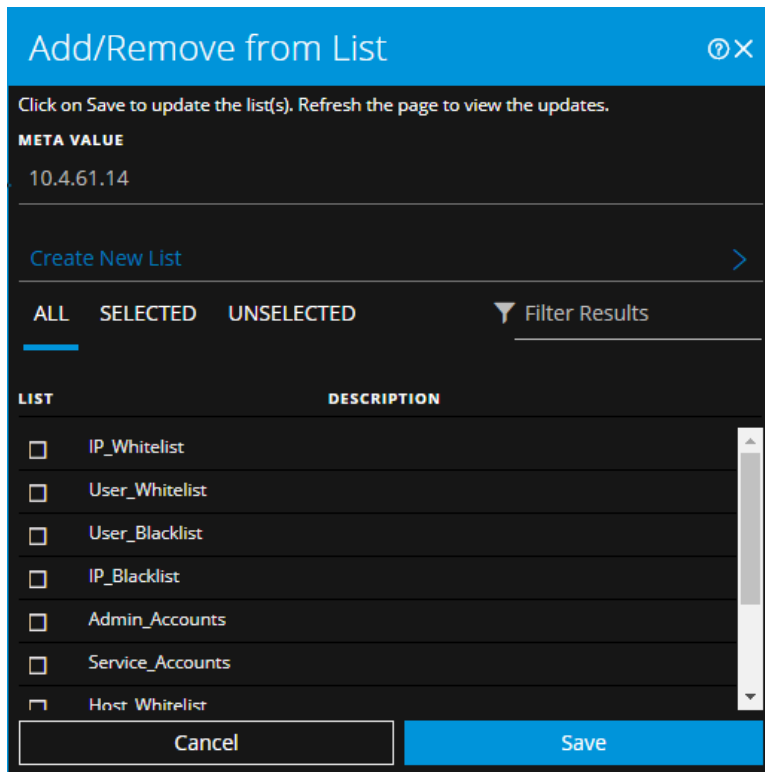 Add/Remove from List
Click on Save to update the list(s). Refresh the page to view the updates.
META VALUE
10.4.61.14
Create New List
ALL SELECTED UNSELECTED Filter Results
LIST DESCRIPTION
IP_Whitelist
User_Whitelist
User_Blacklist
IP_Blacklist
Admin_Accounts
Service_Accounts
Host_Whitelist
Cancel Save